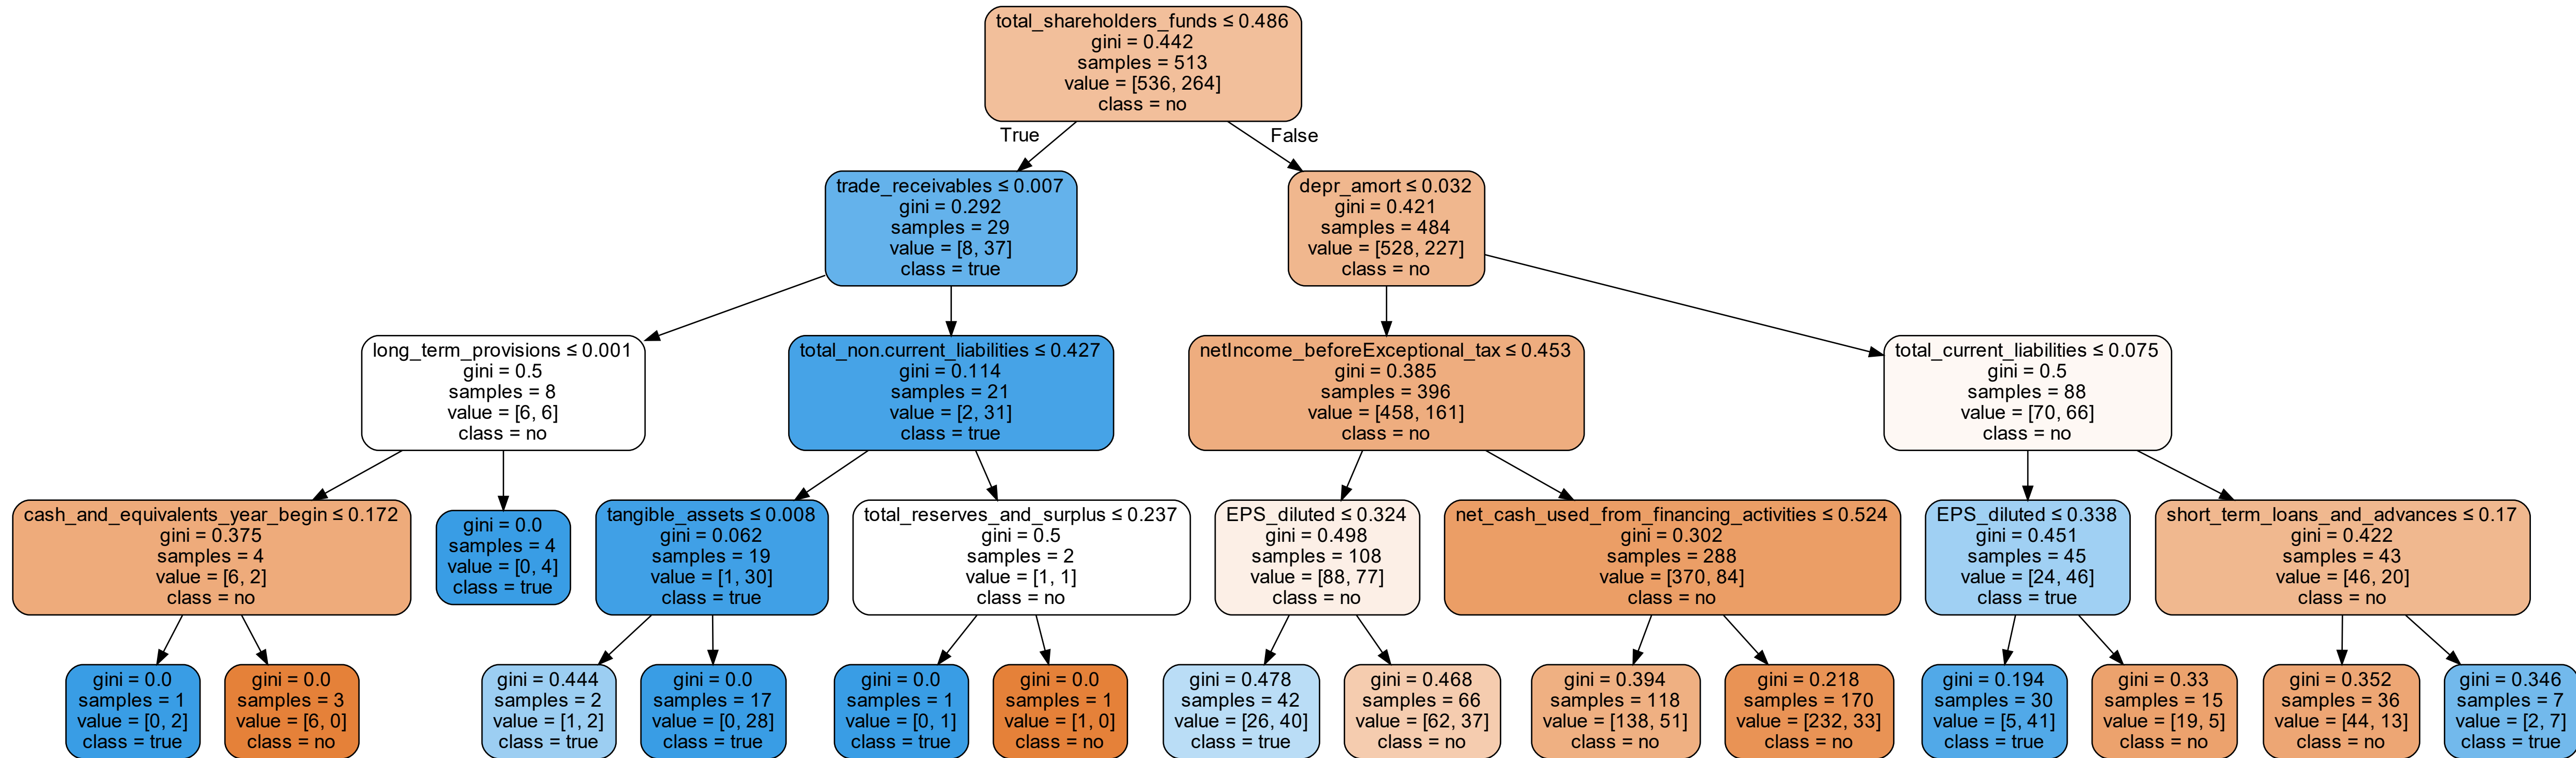 total_shareholders_funds ≤ 0.486
gini = 0.442
samples = 513
value = [536, 264]
class = no
True
False
trade_receivables ≤ 0.007
gini = 0.292
samples = 29
value = [8, 37]
class = true
depr_amort ≤ 0.032
gini = 0.421
samples = 484
value = [528, 227]
class = no
long_term_provisions ≤ 0.001
gini = 0.5
samples = 8
value = [6, 6]
class = no
total_non.current_liabilities ≤ 0.427
gini = 0.114
samples = 21
value = [2, 31]
class = true
netIncome_beforeExceptional_tax ≤ 0.453
gini = 0.385
samples = 396
value = [458, 161]
class = no
total_current_liabilities ≤ 0.075
gini = 0.5
samples = 88
value = [70, 66]
class = no
cash_and_equivalents_year_begin ≤ 0.172
gini = 0.375
samples = 4
value = [6, 2]
class = no
gini = 0.0
samples = 4
value = [0, 4]
class = true
tangible_assets ≤ 0.008
gini = 0.062
samples = 19
value = [1, 30]
class = true
total_reserves_and_surplus ≤ 0.237
gini = 0.5
samples = 2
value = [1, 1]
class = no
EPS_diluted ≤ 0.324
gini = 0.498
samples = 108
value = [88, 77]
class = no
net_cash_used_from_financing_activities ≤ 0.524
gini = 0.302
samples = 288
value = [370, 84]
class = no
EPS_diluted ≤ 0.338
gini = 0.451
samples = 45
value = [24, 46]
class = true
short_term_loans_and_advances ≤ 0.17
gini = 0.422
samples = 43
value = [46, 20]
class = no
gini = 0.0
samples = 1
value = [0, 2]
class = true
gini = 0.0
samples = 3
value = [6, 0]
class = no
gini = 0.444
samples = 2
value = [1, 2]
class = true
gini = 0.0
samples = 17
value = [0, 28]
class = true
gini = 0.0
samples = 1
value = [0, 1]
class = true
gini = 0.0
samples = 1
value = [1, 0]
class = no
gini = 0.478
samples = 42
value = [26, 40]
class = true
gini = 0.468
samples = 66
value = [62, 37]
class = no
gini = 0.394
samples = 118
value = [138, 51]
class = no
gini = 0.218
samples = 170
value = [232, 33]
class = no
gini = 0.194
samples = 30
value = [5, 41]
class = true
gini = 0.33
samples = 15
value = [19, 5]
class = no
gini = 0.352
samples = 36
value = [44, 13]
class = no
gini = 0.346
samples = 7
value = [2, 7]
class = true